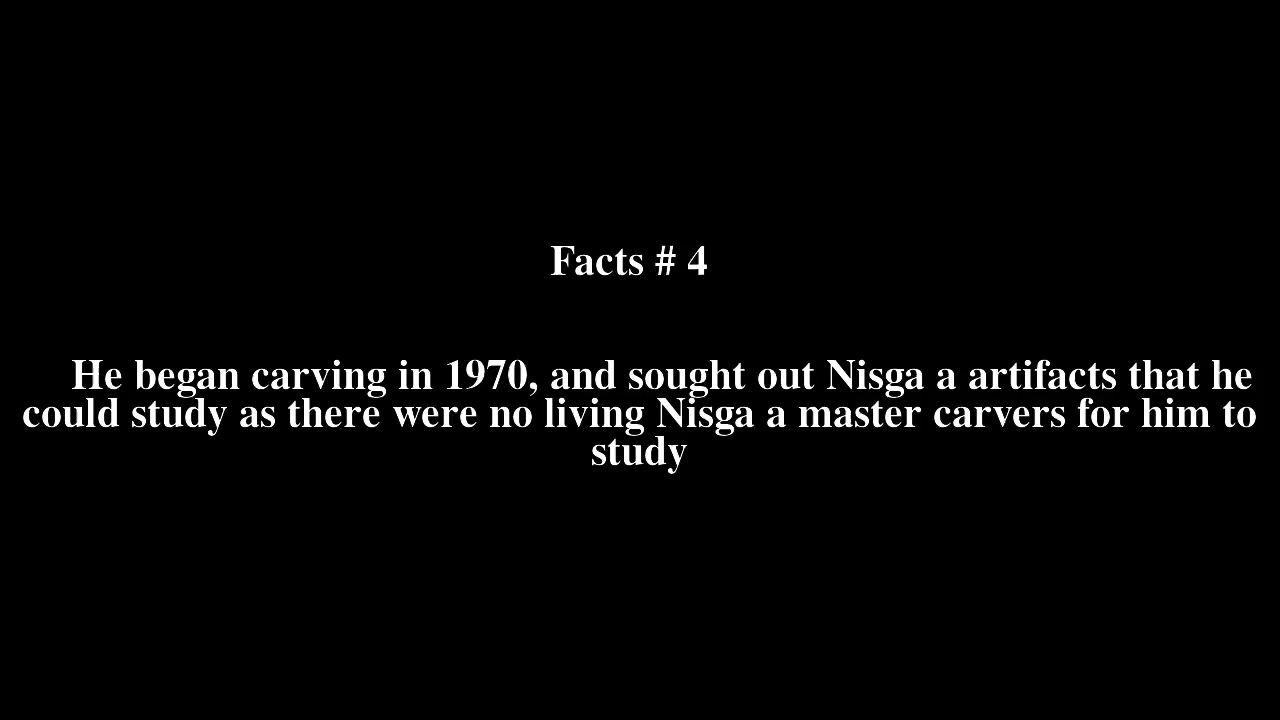 Facts # 4
He began carving in 1970, and sought out Nisga a artifacts that he
could study as there were no living Nisga a master carvers for him to
study